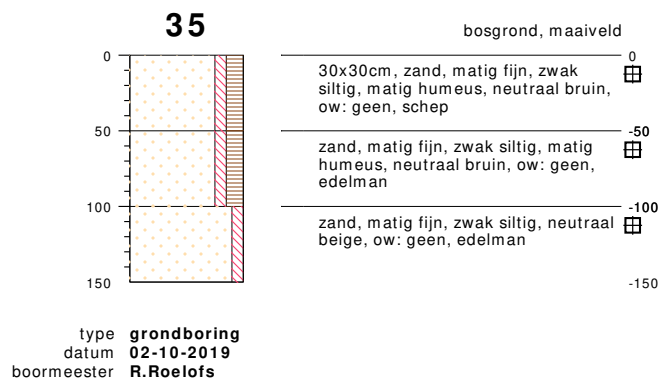 35
bosgrond, maaiveld
0
0
30x30cm, zand, matig fijn, zwak
siltig, matig humeus, neutraal bruin,
ow: geen, schep
50
-50
zand, matig fijn, zwak siltig, matig
humeus, neutraal bruin, ow: geen,
edelman
100
-100
zand, matig fijn, zwak siltig, neutraal
beige, ow: geen, edelman
150
-150
type grondboring
datum 02-10-2019
boormeester R.Roelofs